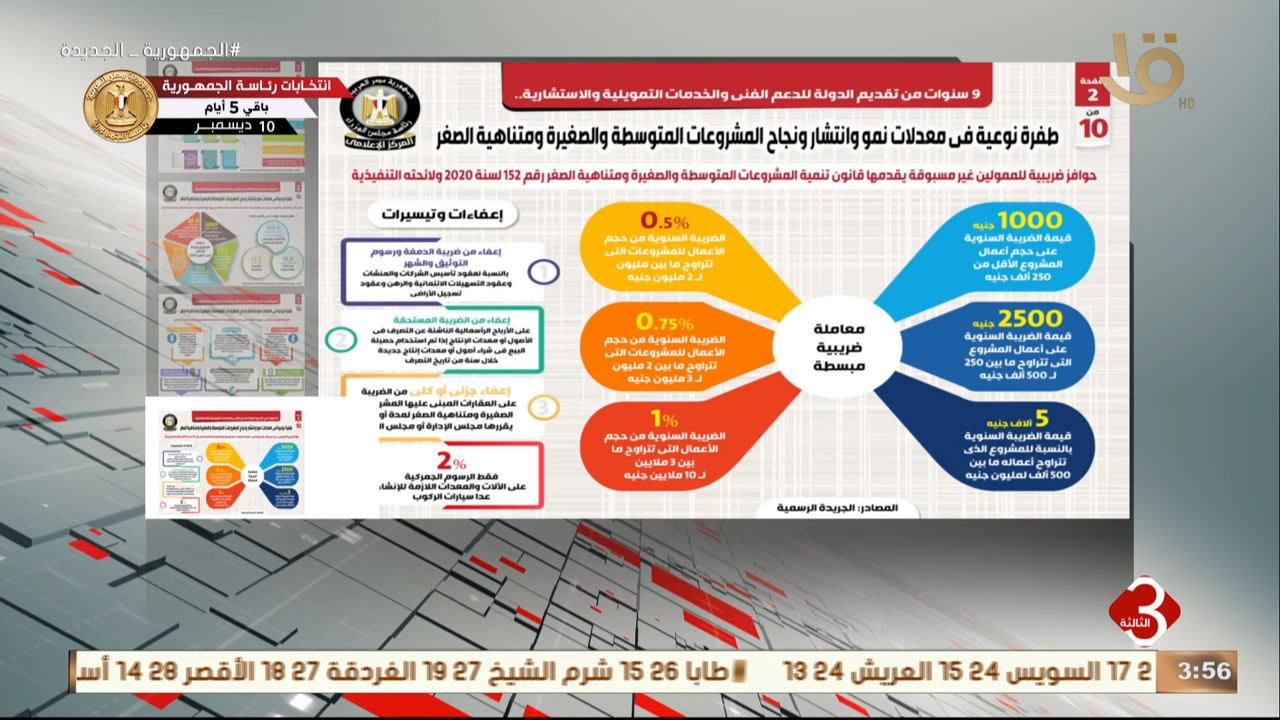 #الجمهورية _ الجديدة
انتخابات رئاسة الجمهورية
باقي 5 أيام
10 ديسمبر
HD
صفحة
2
من
10
9 سنوات من تقديم الدولة للدعم الفنى والخدمات التمويلية والاستشارية..
طفرة نوعية فى معدلات نمو وانتشار ونجاح المشروعات المتوسطة والصغيرة ومتناهية الصغر
حوافز ضريبية للممولين غير مسبوقة يقدمها قانون تنمية المشروعات المتوسطة والصغيرة ومتناهية الصغر رقم 152 لسنة 2020 ولائحته التنفيذية
جمهورية مصر العربية
رئاسة مجلس الوزراء
المركز الإعلامى
معاملة
ضريبية
مبسطة
1000 جنيه
قيمة الضريبة السنوية
على حجم أعمال
المشروع الأقل من
250 ألف جنيه
2500 جنيه
قيمة الضريبة السنوية
على أعمال المشروع
التى تتراوح ما بين 250
لـ 500 ألف جنيه
5 آلاف جنيه
قيمة الضريبة السنوية
بالنسبة للمشروع الذى
تتراوح أعماله ما بين
500 ألف لمليون جنيه
0.5%
الضريبة السنوية من حجم
الأعمال للمشروعات التى
تتراوح ما بين مليون
لـ 2 مليون جنيه
0.75%
الضريبة السنوية من حجم
الأعمال للمشروعات التى
تتراوح ما بين 2 مليون
لـ 3 مليون جنيه
1%
الضريبة السنوية من حجم
الأعمال التى تتراوح ما
بين 3 ملايين
لـ 10 ملايين جنيه
إعفاءات وتيسيرات
1
إعفاء من ضريبة الدمغة ورسوم
التوثيق والشهر
بالنسبة لعقود تأسيس الشركات والمنشآت
وعقود التسهيلات الائتمانية والرهن وعقود
تسجيل الأراضى
2
إعفاء من الضريبة المستحقة
على الأرباح الرأسمالية الناشئة عن التصرف فى
الأصول أو معدات الإنتاج إذا تم استخدام حصيلة
البيع فى شراء أصول أو معدات إنتاج جديدة
خلال سنة من تاريخ التصرف
3
إعفاء جزئى أو كلى من الضريبة
على العقارات المبنى عليها المشر
الصغيرة ومتناهية الصغر لمدة أو
يقررها مجلس الإدارة أو مجلس ال
2%
فقط الرسوم الجمركية
على الآلات والمعدات اللازمة للإنشاء
عدا سيارات الركوب
المصادر: الجريدة الرسمية
3
الثالثة
2 17 السويس 24 15 العريش 24 13 طابا 26 15 شرم الشيخ 27 19 الغردقة 27 18 الأقصر 28 14 أس
3:56